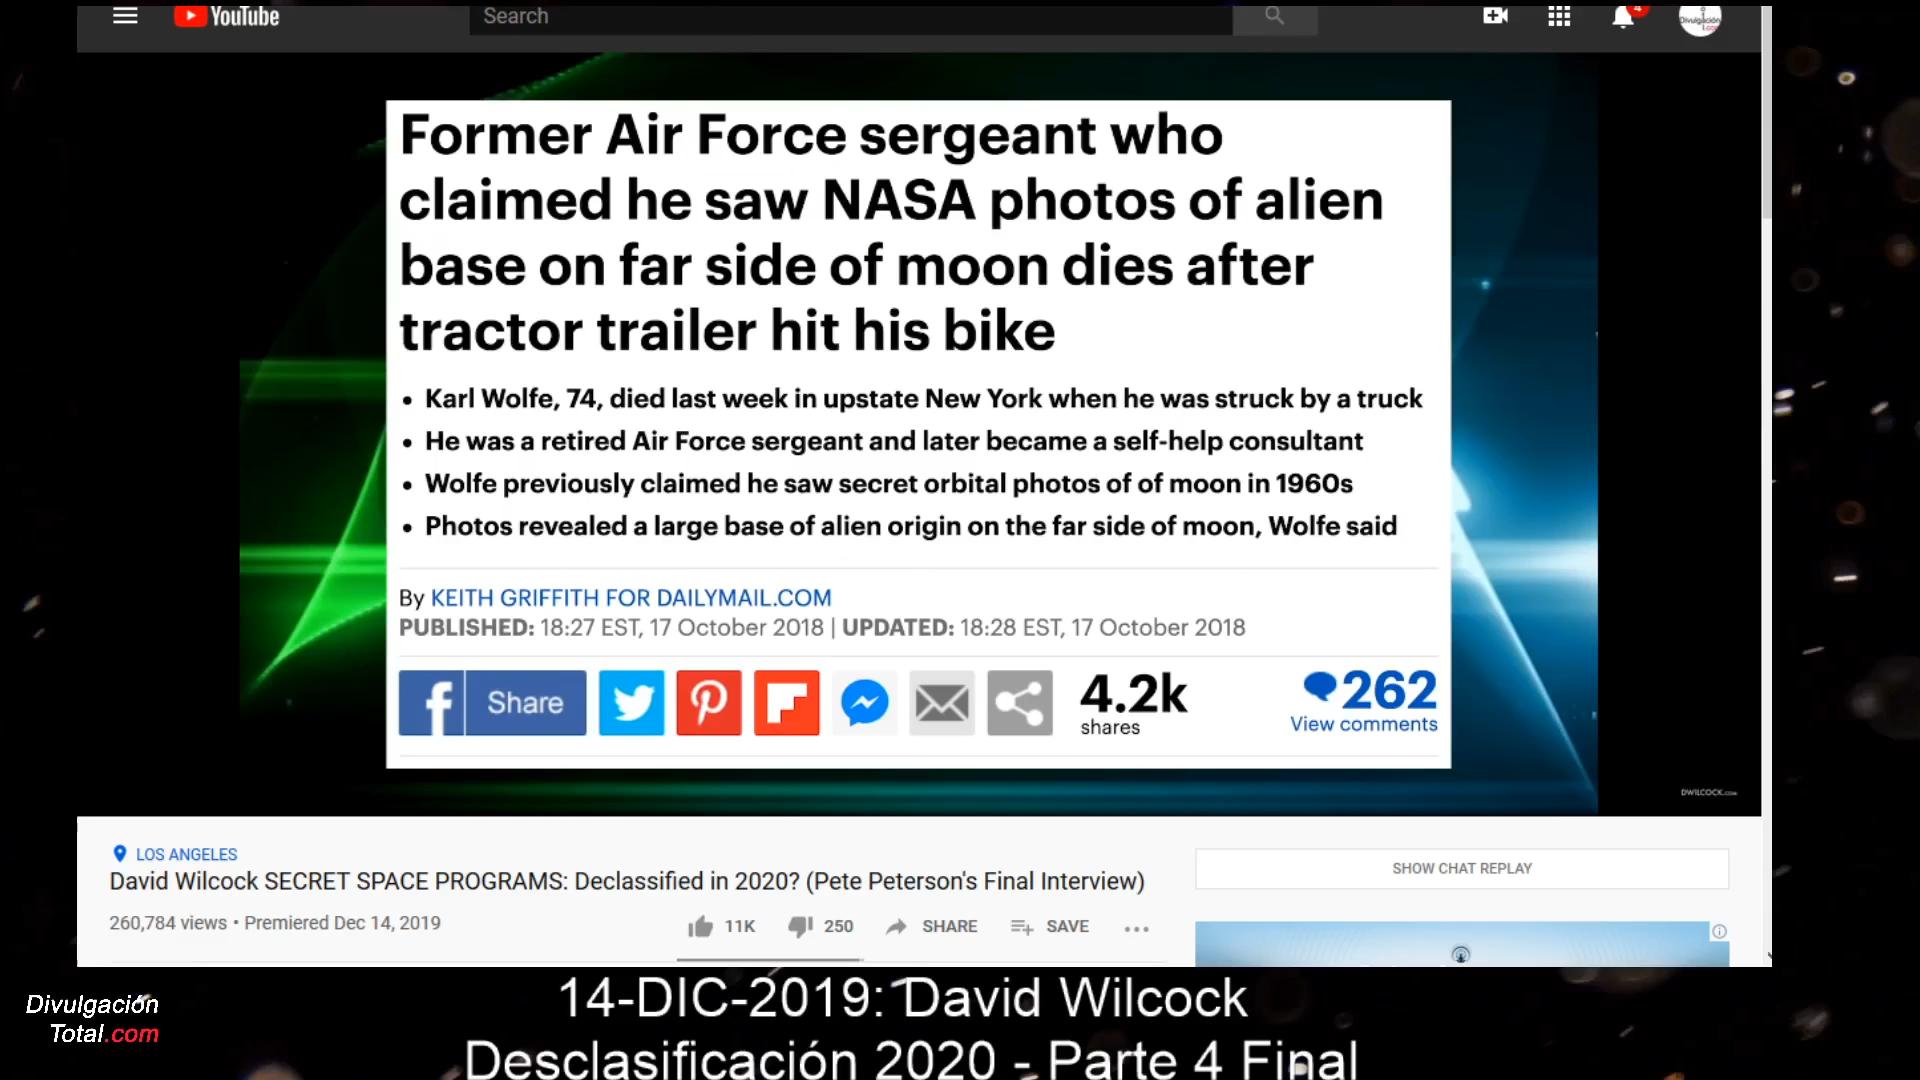 YouTube
Search
4
Divulgación
Former Air Force sergeant who
claimed he saw NASA photos of alien
base on far side of moon dies after
tractor trailer hit his bike
• Karl Wolfe, 74, died last week in upstate New York when he was struck by a truck
• He was a retired Air Force sergeant and later became a self-help consultant
• Wolfe previously claimed he saw secret orbital photos of of moon in 1960s
• Photos revealed a large base of alien origin on the far side of moon, Wolfe said
By KEITH GRIFFITH FOR DAILYMAIL.COM
PUBLISHED: 18:27 EST, 17 October 2018 | UPDATED: 18:28 EST, 17 October 2018
Share
4.2k
shares
262
View comments
DWILCOCK.COM
LOS ANGELES
David Wilcock SECRET SPACE PROGRAMS: Declassified in 2020? (Pete Peterson's Final Interview)
260,784 views • Premiered Dec 14, 2019
11K
250
SHARE
SAVE
SHOW CHAT REPLAY
14-DIC-2019: David Wilcock
Desclasificación 2020 - Parte 4 Final
Divulgación
Total.com